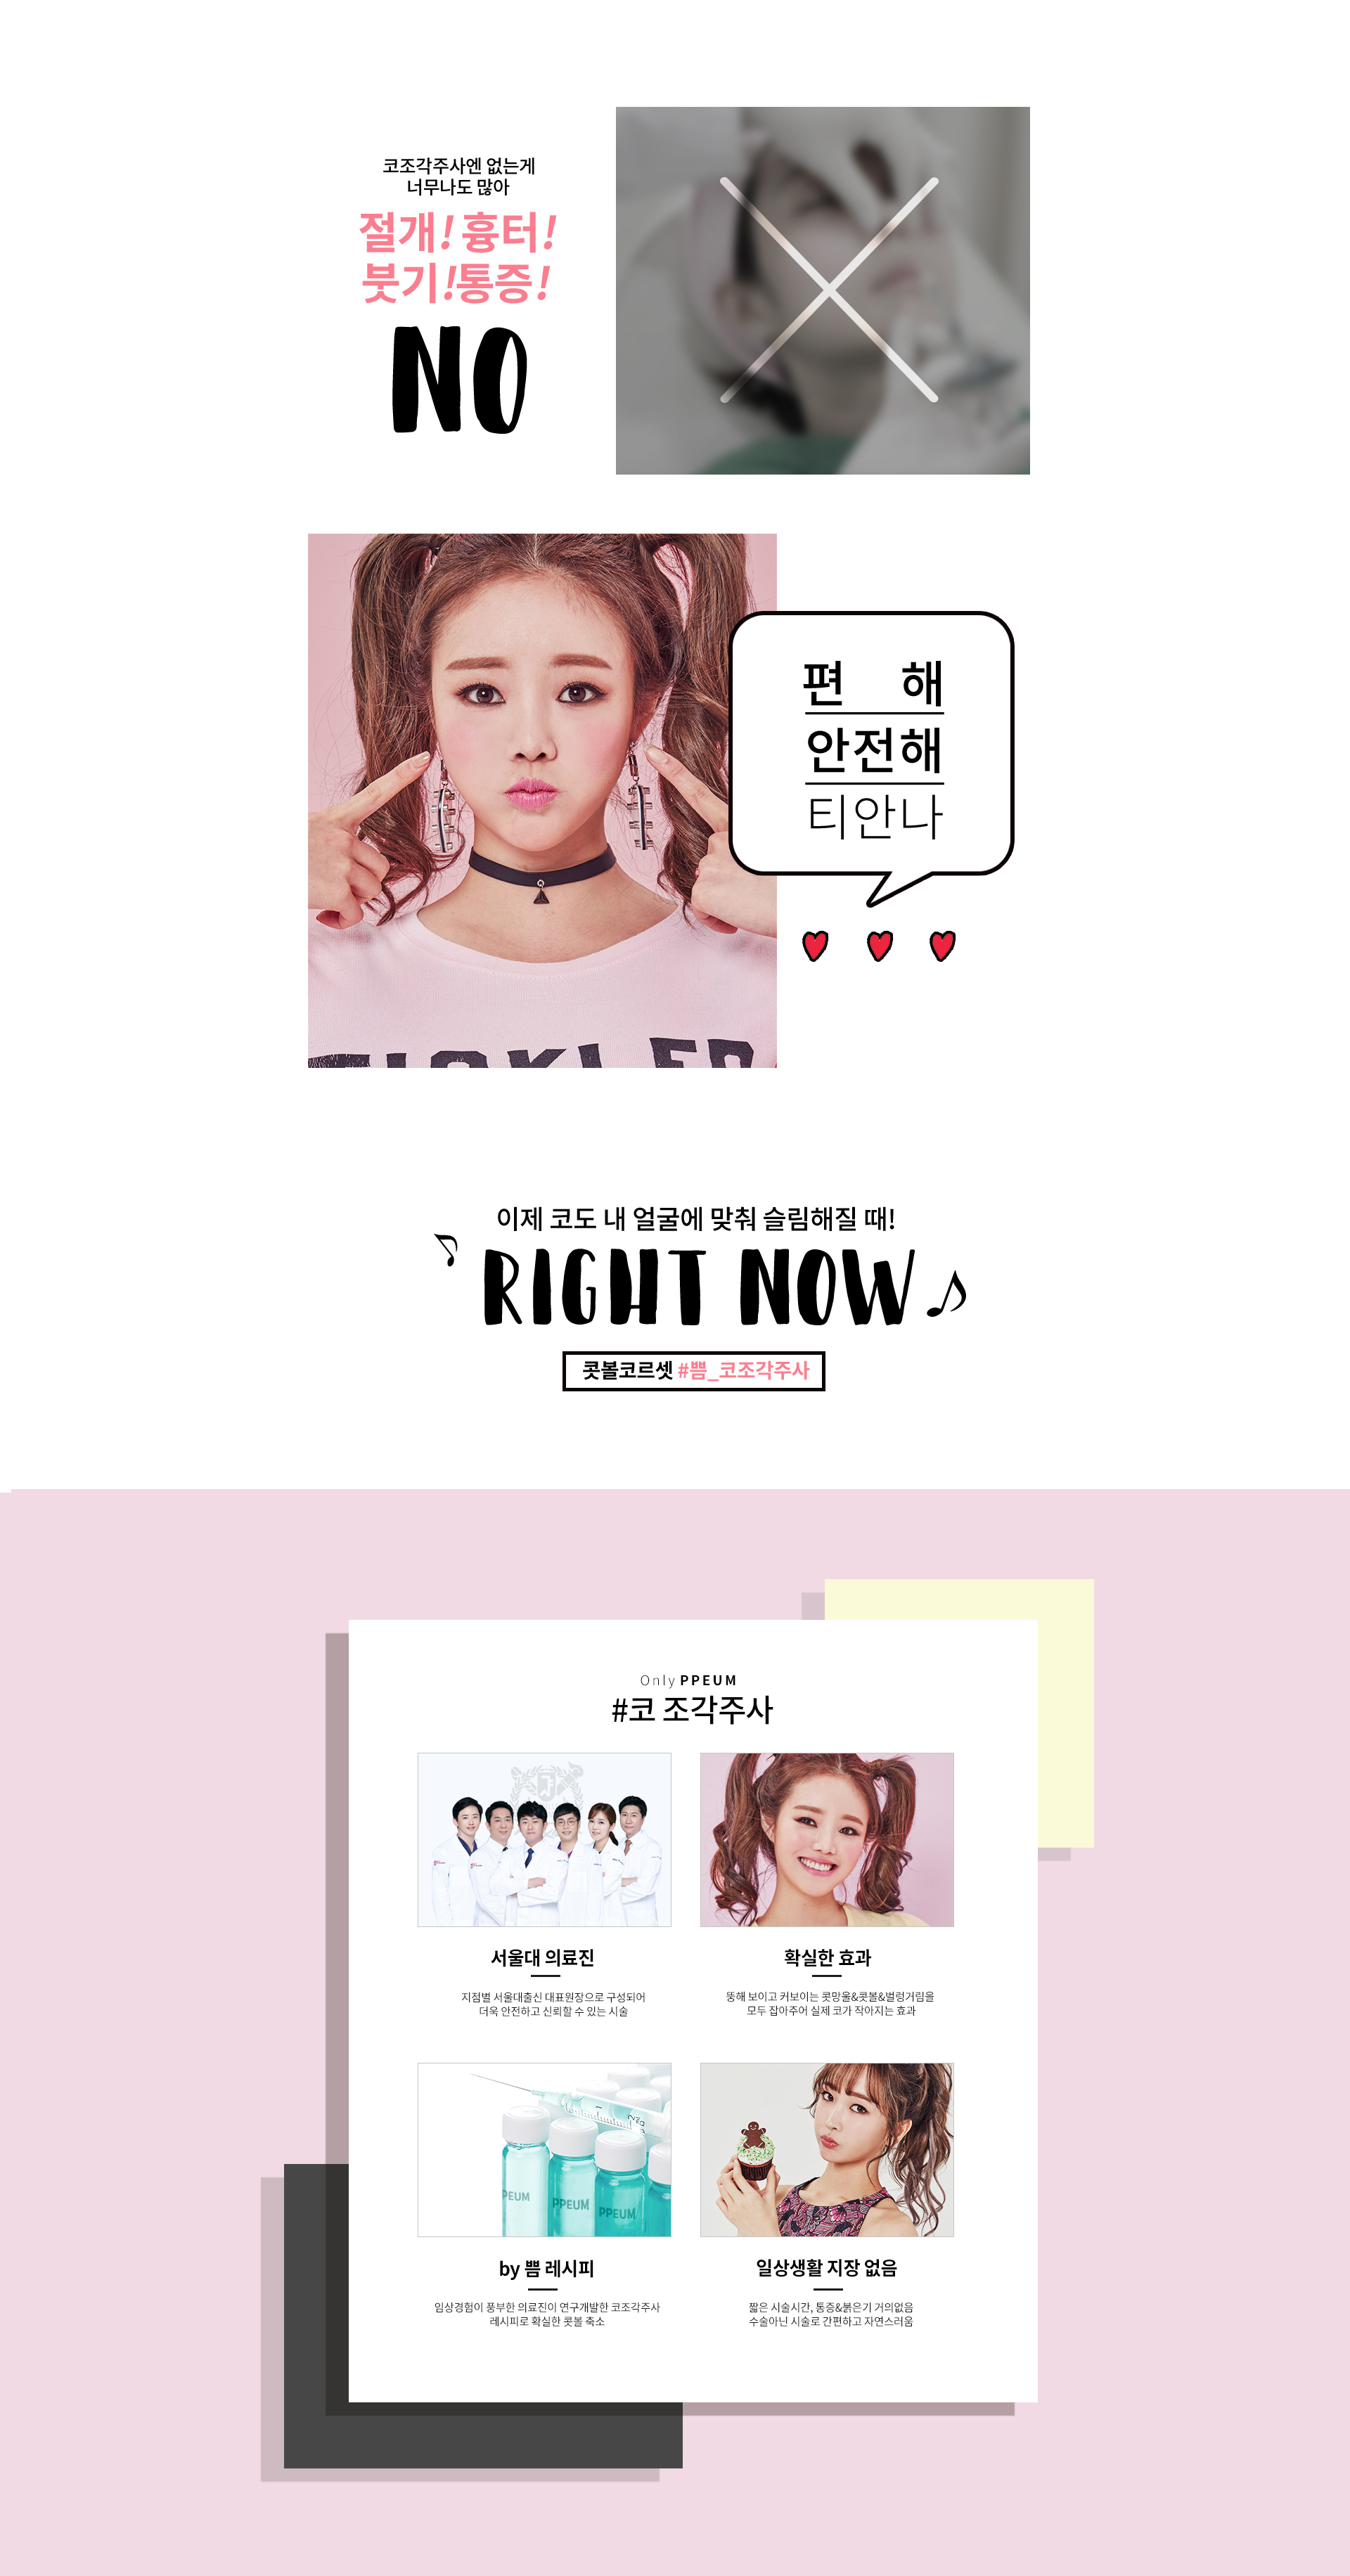 코조각주사엔 없는게
너무나도 많아
절개! 흉터!
붓기!통증!
NO
편 해
안전해
티안나
이제 코도 내 얼굴에 맞춰 슬림해질 때!
RIGHT NOW
콧볼코르셋 #쁨_코조각주사
Only PPEUM
#코 조각주사
서울대 의료진
지점별 서울대출신 대표원장으로 구성되어
더욱 안전하고 신뢰할 수 있는 시술
확실한 효과
뚱해 보이고 커보이는 콧망울&콧볼&벌렁거림을
모두 잡아주어 실제 코가 작아지는 효과
PPEUM
PPEUM
PPEUM
by 쁨 레시피
임상경험이 풍부한 의료진이 연구개발한 코조각주사
레시피로 확실한 콧볼 축소
일상생활 지장 없음
짧은 시술시간, 통증&붉은기 거의없음
수술아닌 시술로 간편하고 자연스러움